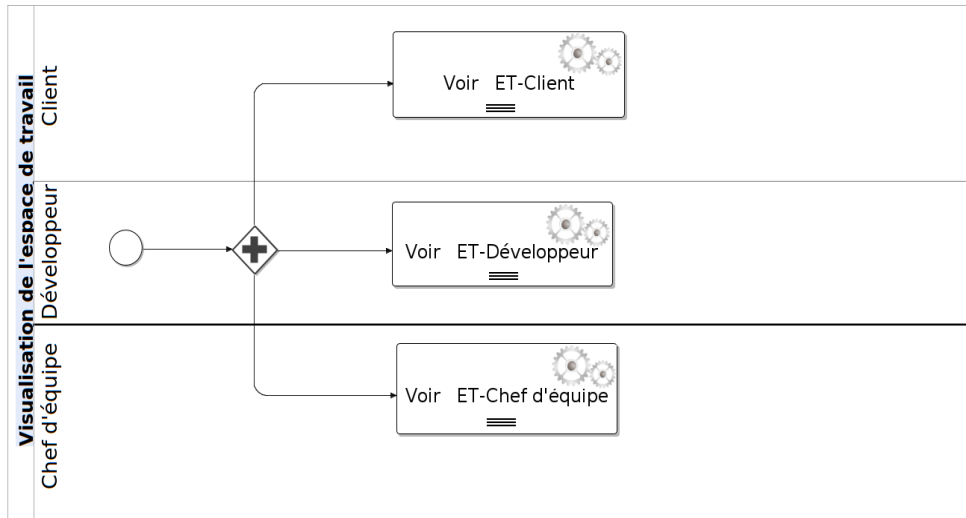 Visualisation de l'espace de travail
Client
Voir ET-Client
Développeur
Voir ET-Développeur
Chef d'équipe
Voir ET-Chef d'équipe